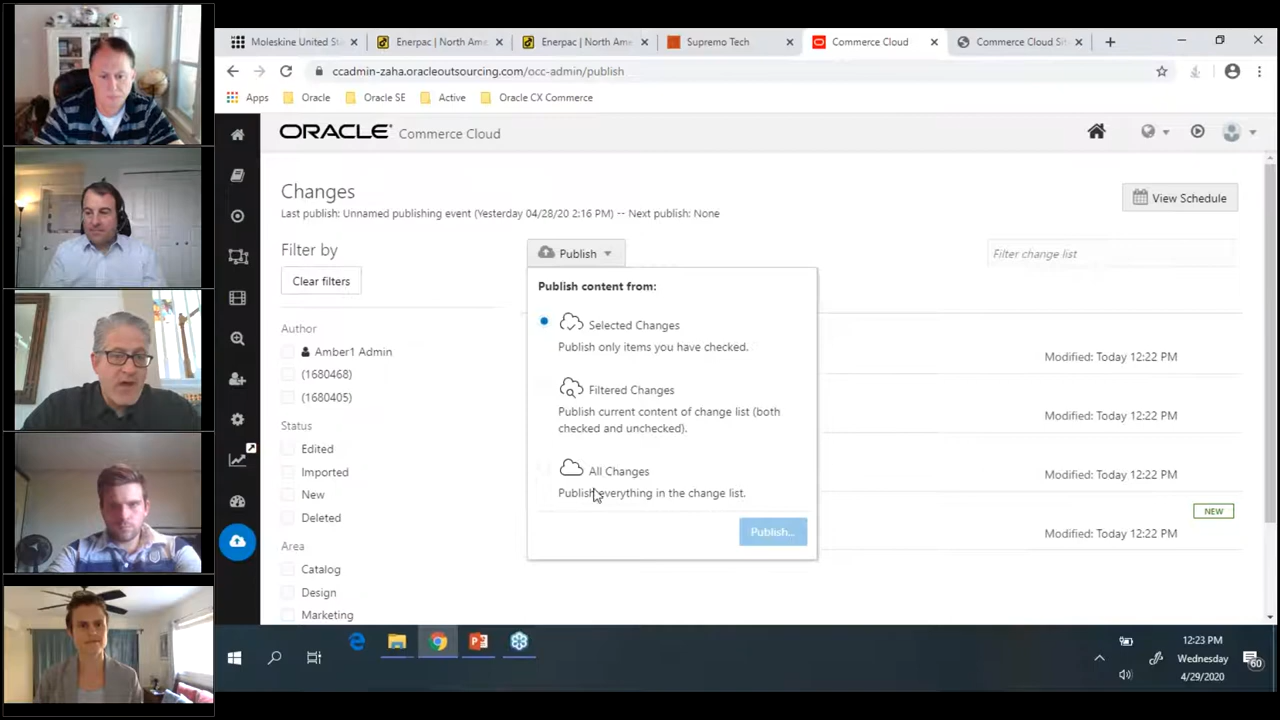 Moleskine United St
Enerpac | North Am
Enerpac | North Ame
Supremo Tech
Commerce Cloud
Commerce Cloud Sit
ccadmin-zaha.oracleoutsourcing.com/occ-admin/publish
Apps
Oracle
Oracle SE
Active
Oracle CX Commerce
ORACLE® Commerce Cloud
Changes
View Schedule
Last publish: Unnamed publishing event (Yesterday 04/28/20 2:16 PM) -- Next publish: None
Filter by
Publish
Filter change list
Clear filters
Publish content from:
Selected Changes
Publish only items you have checked.
Filtered Changes
Publish current content of change list (both
checked and unchecked).
All Changes
Publish everything in the change list.
Publish...
Author
Amber1 Admin
(1680468)
(1680405)
Status
Edited
Imported
New
Deleted
Area
Catalog
Design
Marketing
Modified: Today 12:22 PM
Modified: Today 12:22 PM
Modified: Today 12:22 PM
NEW
Modified: Today 12:22 PM
12:23 PM
Wednesday
4/29/2020
60